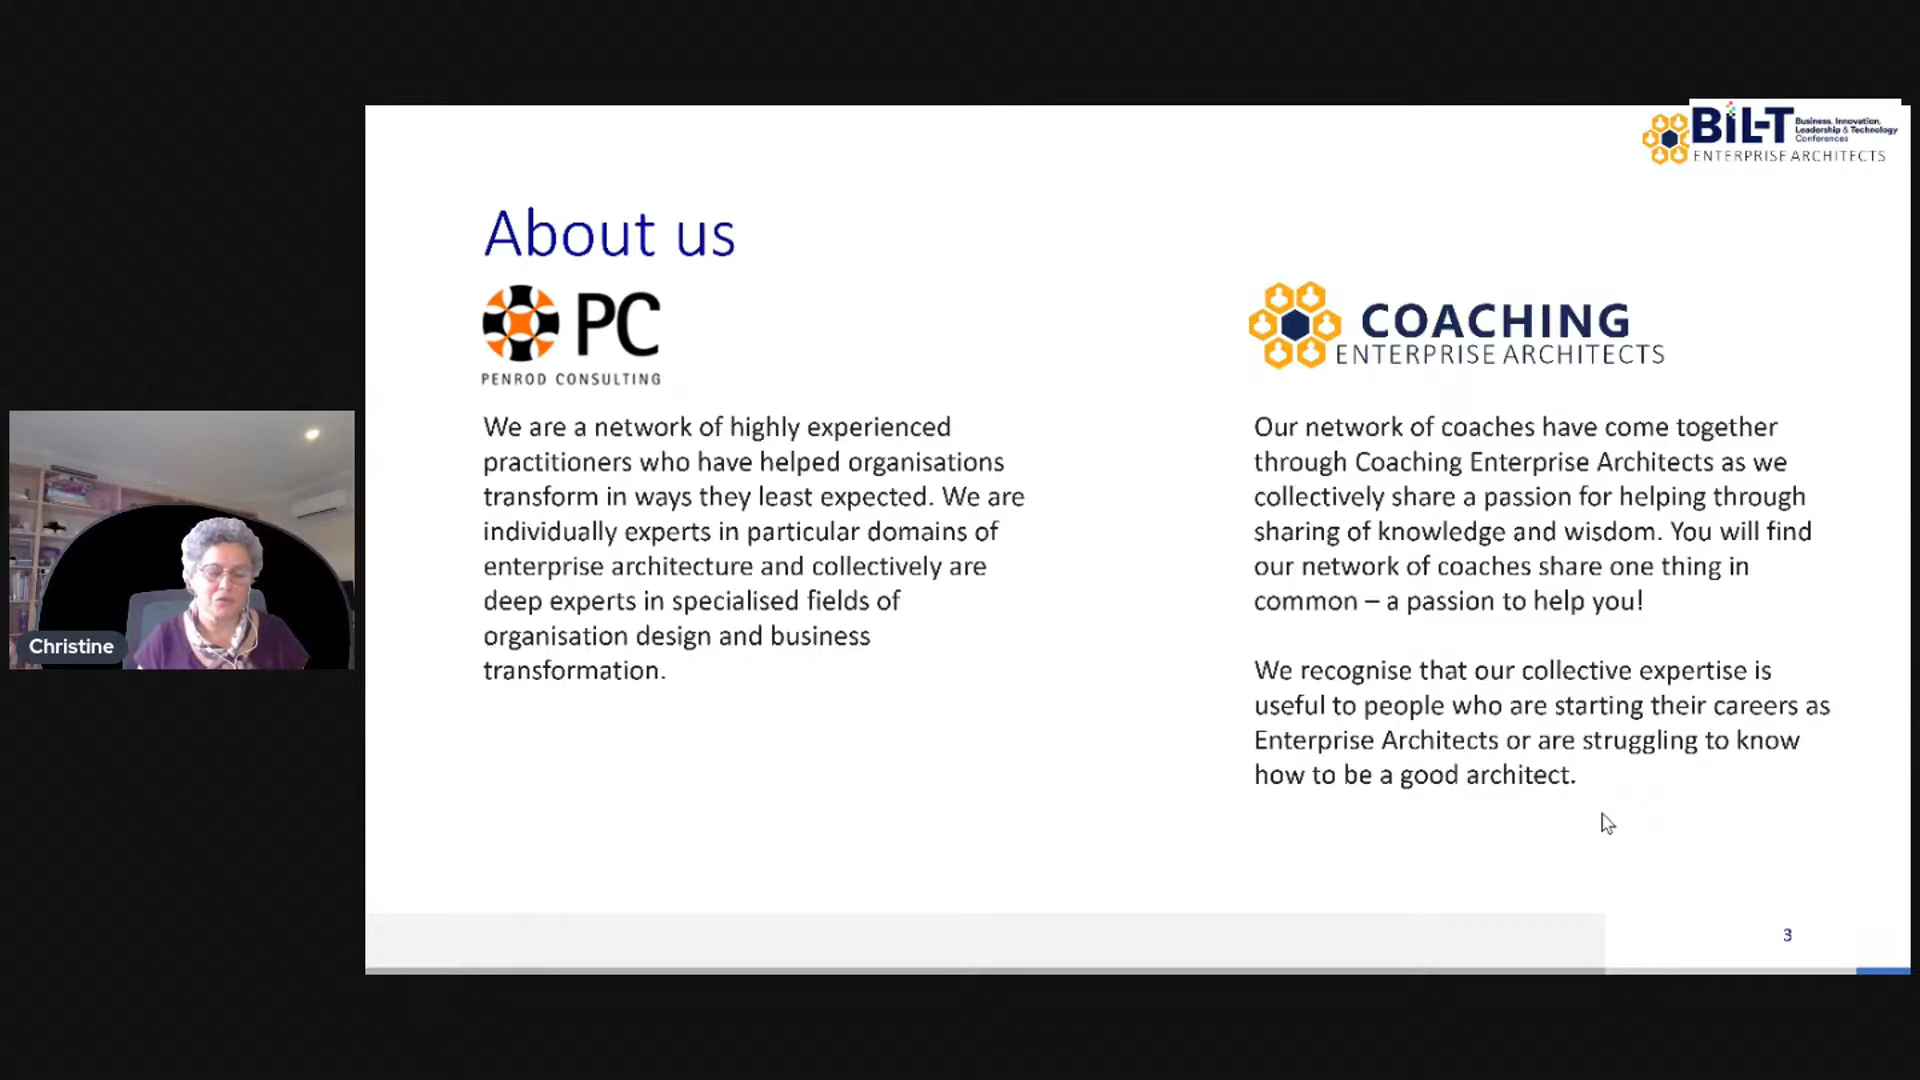 BiL-T
Business, Innovation,
Leadership & Technology
Conferences
ENTERPRISE ARCHITECTS
About us
PC
PENROD CONSULTING
We are a network of highly experienced
practitioners who have helped organisations
transform in ways they least expected. We are
individually experts in particular domains of
enterprise architecture and collectively are
deep experts in specialised fields of
organisation design and business
transformation.
COACHING
ENTERPRISE ARCHITECTS
Our network of coaches have come together
through Coaching Enterprise Architects as we
collectively share a passion for helping through
sharing of knowledge and wisdom. You will find
our network of coaches share one thing in
common – a passion to help you!
We recognise that our collective expertise is
useful to people who are starting their careers as
Enterprise Architects or are struggling to know
how to be a good architect.
Christine
3